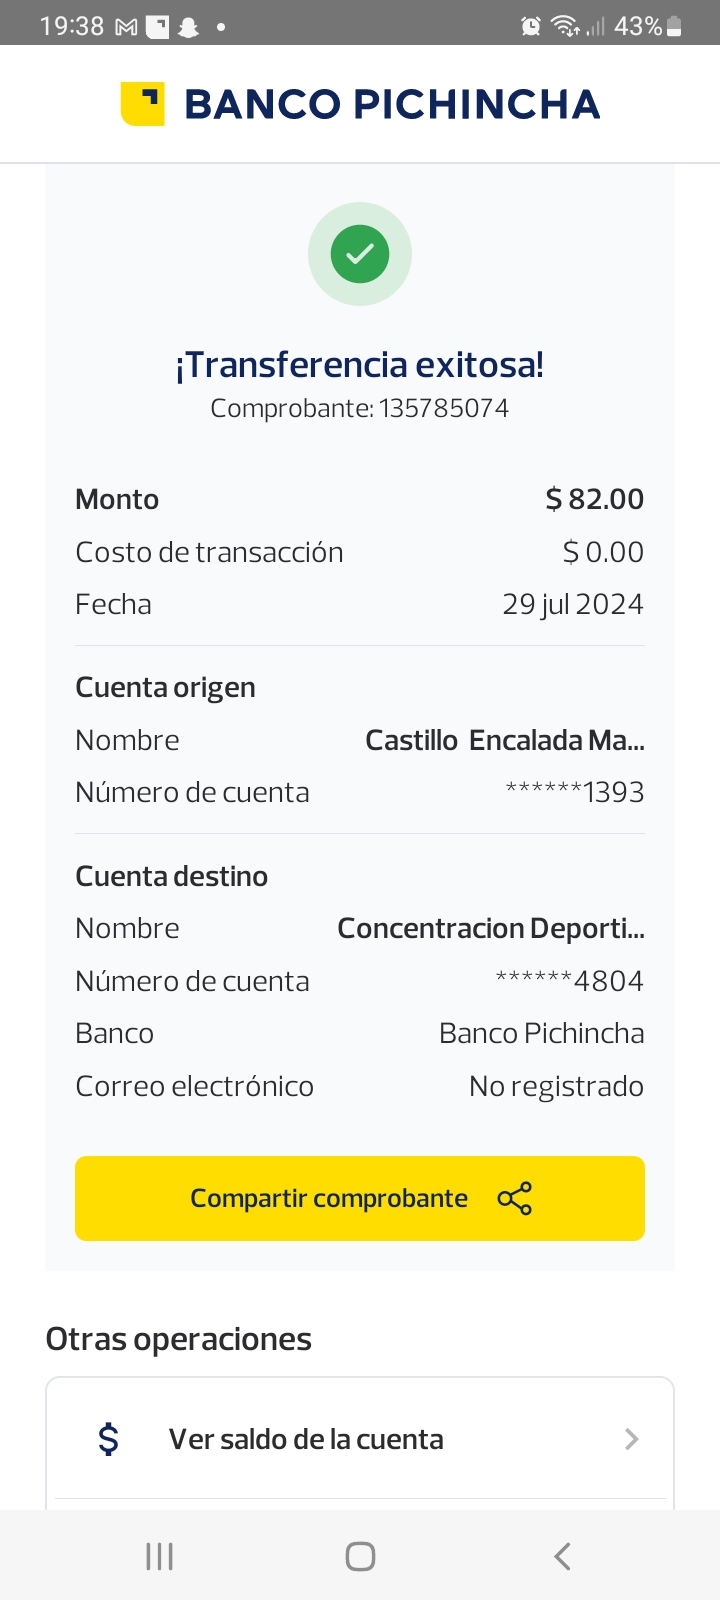 19:38
43%
BANCO PICHINCHA
¡Transferencia exitosa!
Comprobante: 135785074
Monto $ 82.00
Costo de transacción $ 0.00
Fecha 29 jul 2024
Cuenta origen
Nombre Castillo Encalada Ma...
Número de cuenta ******1393
Cuenta destino
Nombre Concentracion Deporti...
Número de cuenta ******4804
Banco Banco Pichincha
Correo electrónico No registrado
Compartir comprobante
Otras operaciones
$ Ver saldo de la cuenta